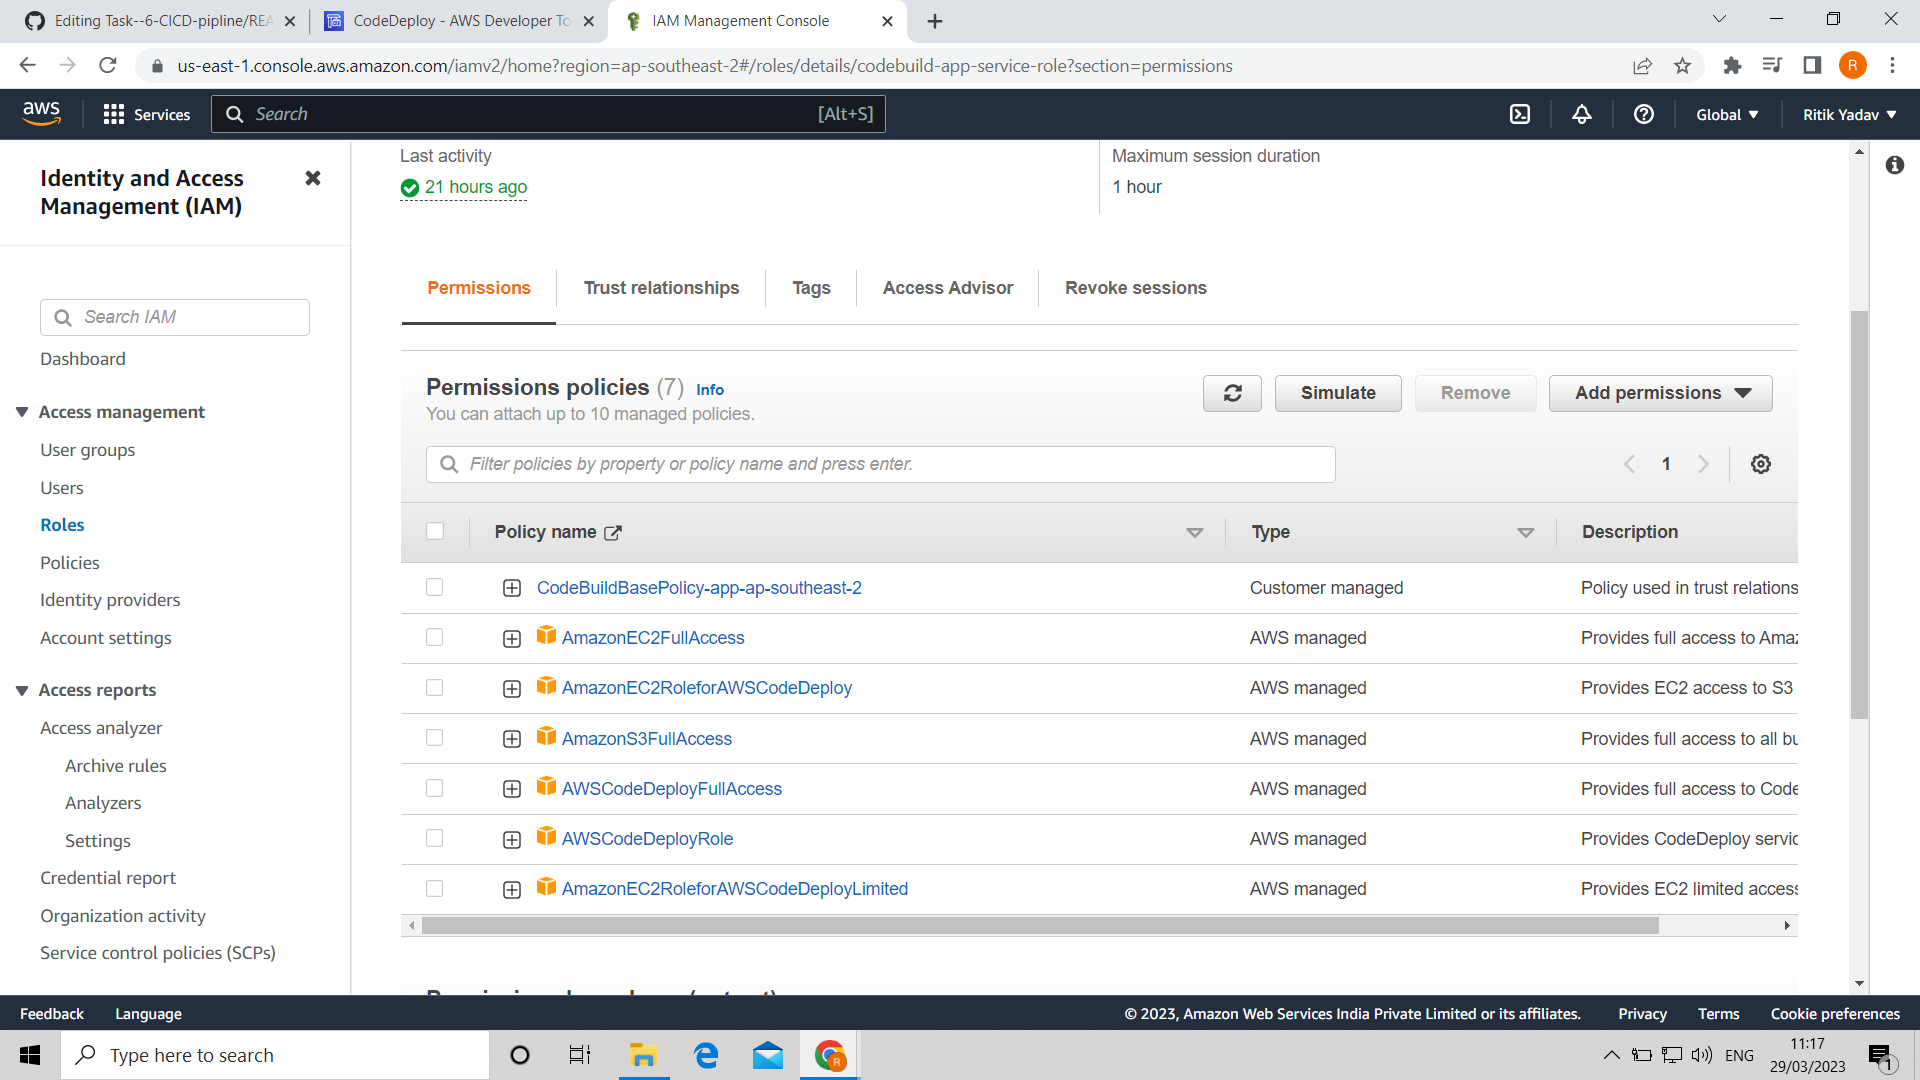 Editing Task--6-CICD-pipline/REA
CodeDeploy - AWS Developer To
IAM Management Console
us-east-1.console.aws.amazon.com/iamv2/home?region=ap-southeast-2#/roles/details/codebuild-app-service-role?section=permissions
R
aws
Services
Search
[Alt+S]
Global
Ritik Yadav
Identity and Access
Management (IAM)
Search IAM
Dashboard
Access management
User groups
Users
Roles
Policies
Identity providers
Account settings
Access reports
Access analyzer
Archive rules
Analyzers
Settings
Credential report
Organization activity
Service control policies (SCPs)
Last activity
21 hours ago
Maximum session duration
1 hour
Permissions
Trust relationships
Tags
Access Advisor
Revoke sessions
Permissions policies (7) Info
You can attach up to 10 managed policies.
Simulate
Remove
Add permissions
Filter policies by property or policy name and press enter.
1
Policy name
Type
Description
CodeBuildBasePolicy-app-ap-southeast-2
Customer managed
Policy used in trust relations
AmazonEC2FullAccess
AWS managed
Provides full access to Amaz
AmazonEC2RoleforAWSCodeDeploy
AWS managed
Provides EC2 access to S3
AmazonS3FullAccess
AWS managed
Provides full access to all bu
AWSCodeDeployFullAccess
AWS managed
Provides full access to Code
AWSCodeDeployRole
AWS managed
Provides CodeDeploy servic
AmazonEC2RoleforAWSCodeDeployLimited
AWS managed
Provides EC2 limited access
Feedback
Language
© 2023, Amazon Web Services India Private Limited or its affiliates.
Privacy
Terms
Cookie preferences
Type here to search
R
ENG
11:17
29/03/2023
1